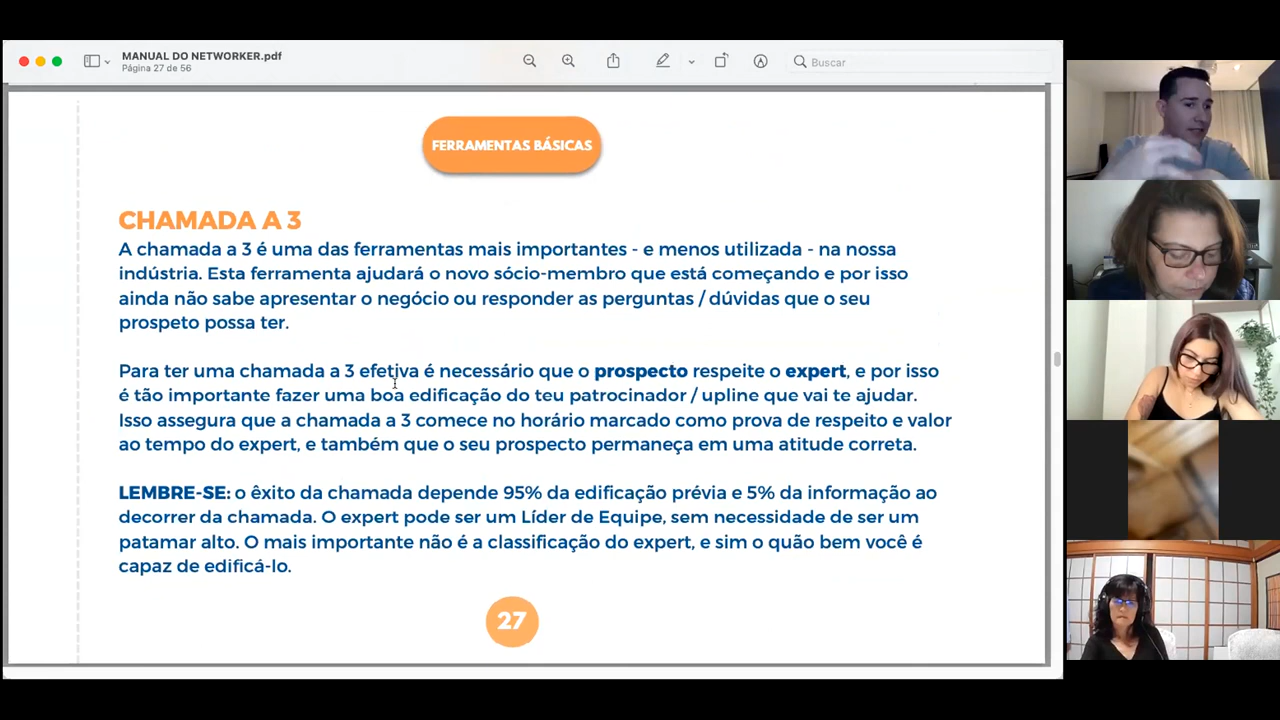 MANUAL DO NETWORKER.pdf
Página 27 de 56
Buscar
FERRAMENTAS BÁSICAS
CHAMADA A 3
A chamada a 3 é uma das ferramentas mais importantes - e menos utilizada - na nossa
indústria. Esta ferramenta ajudará o novo sócio-membro que está começando e por isso
ainda não sabe apresentar o negócio ou responder as perguntas / dúvidas que o seu
prospeto possa ter.
Para ter uma chamada a 3 efetiva é necessário que o prospecto respeite o expert, e por isso
é tão importante fazer uma boa edificação do teu patrocinador / upline que vai te ajudar.
Isso assegura que a chamada a 3 comece no horário marcado como prova de respeito e valor
ao tempo do expert, e também que o seu prospecto permaneça em uma atitude correta.
LEMBRE-SE: o êxito da chamada depende 95% da edificação prévia e 5% da informação ao
decorrer da chamada. O expert pode ser um Líder de Equipe, sem necessidade de ser um
patamar alto. O mais importante não é a classificação do expert, e sim o quão bem você é
capaz de edificá-lo.
27